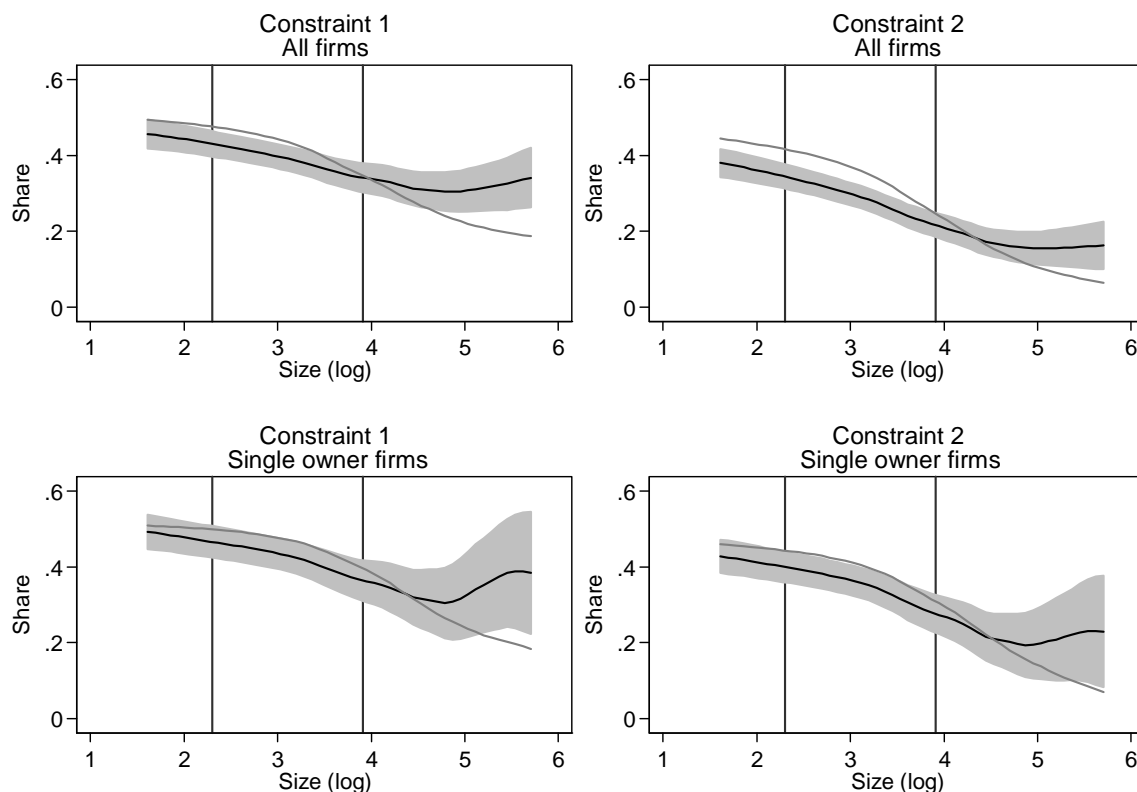 Constraint 1
All firms
Share
.6
.4
.2
0
1 2 3 4 5 6
Size (log)
Constraint 2
All firms
Share
.6
.4
.2
0
1 2 3 4 5 6
Size (log)
Constraint 1
Single owner firms
Share
.6
.4
.2
0
1 2 3 4 5 6
Size (log)
Constraint 2
Single owner firms
Share
.6
.4
.2
0
1 2 3 4 5 6
Size (log)